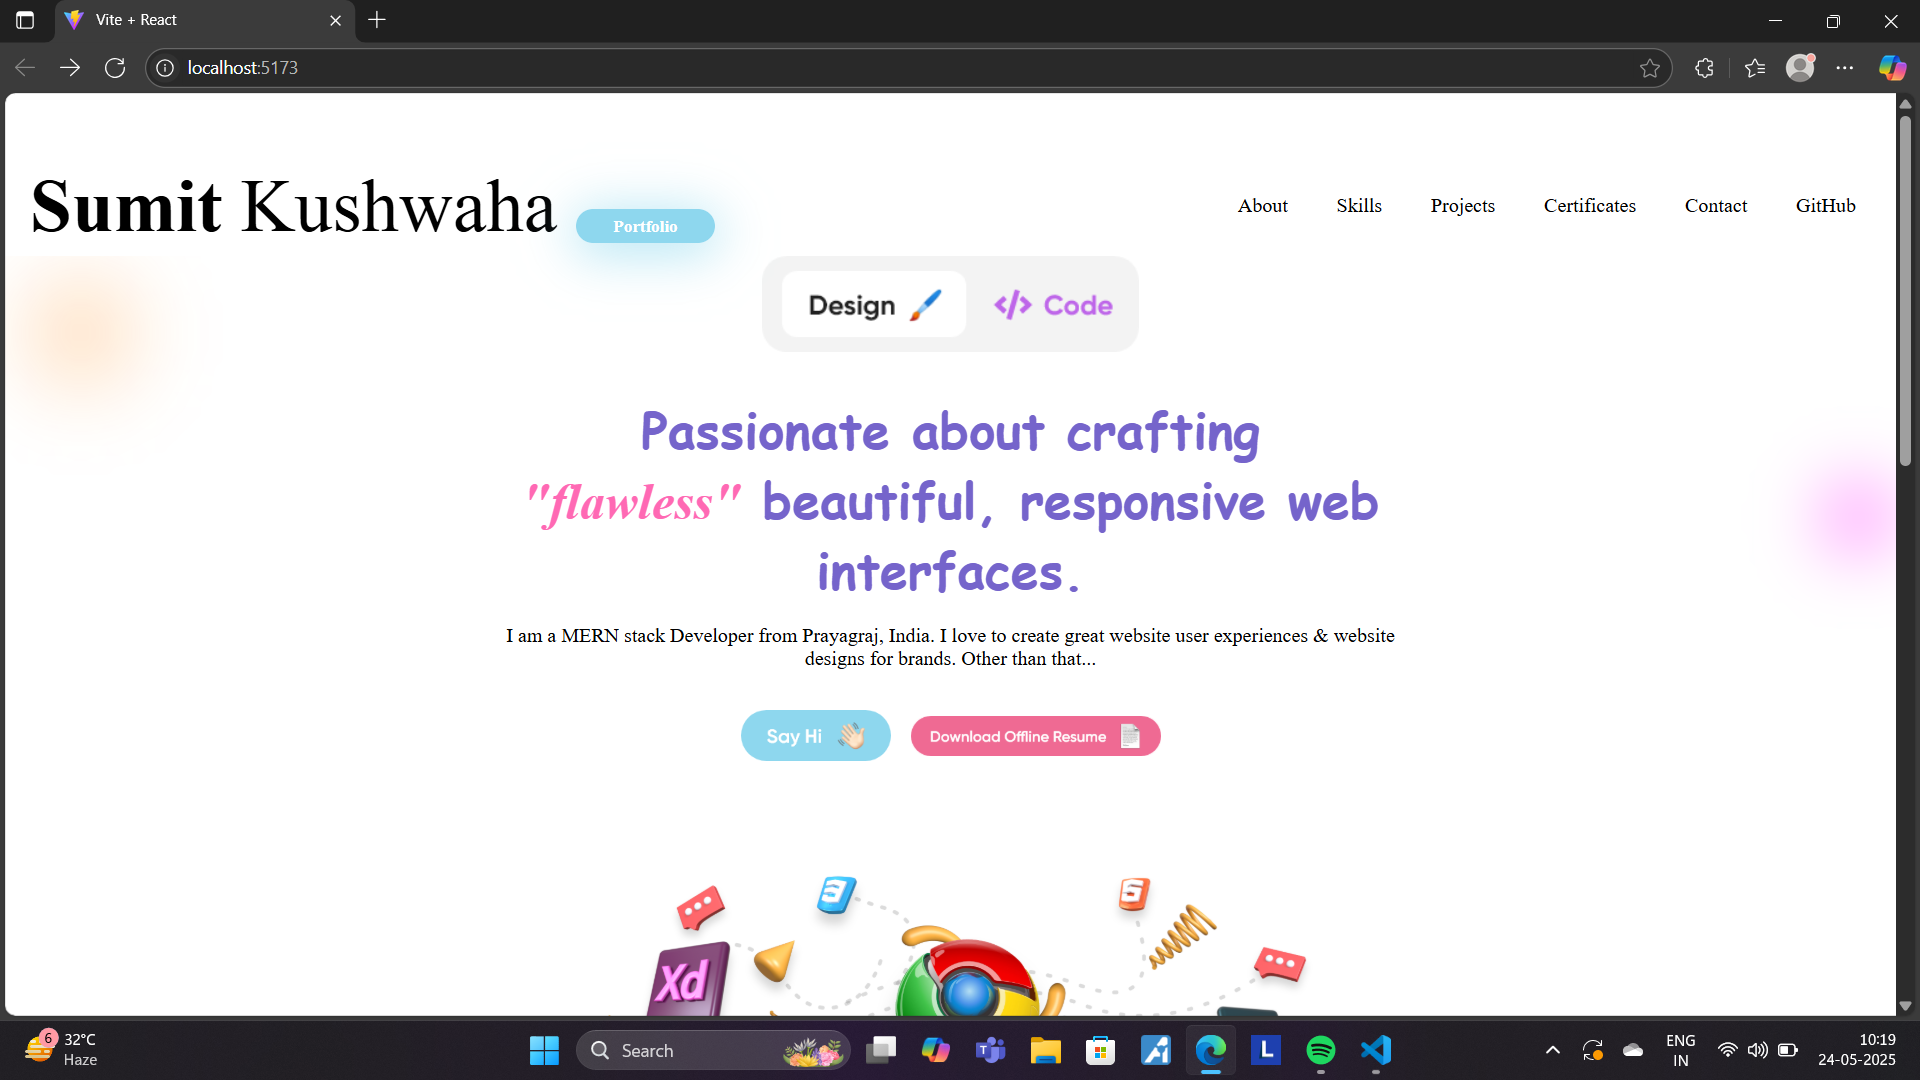 Vite + React
localhost:5173
Sumit Kushwaha
Portfolio
About Skills Projects Certificates Contact GitHub
Design </> Code
Passionate about crafting
"flawless" beautiful, responsive web
interfaces.
I am a MERN stack Developer from Prayagraj, India. I love to create great website user experiences & website
designs for brands. Other than that...
Say Hi
Download Offline Resume
3
5
Xd
6
32°C
Haze
Search
T
L
ENG
IN
10:19
24-05-2025